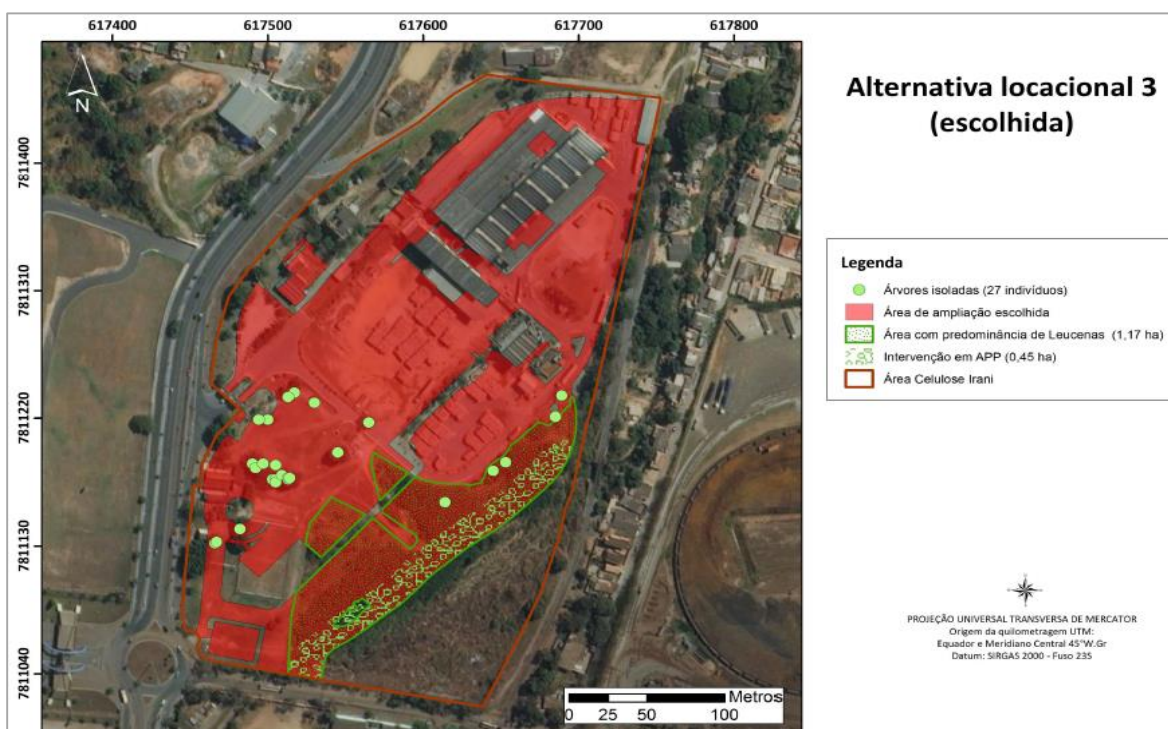 617400 617500 617600 617700 617800
7811400
7811310
7811220
7811130
7811040
N
Metros
0 25 50 100
Alternativa locacional 3
(escolhida)
Legenda
Árvores isoladas (27 indivíduos)
Área de ampliação escolhida
Área com predominância de Leucenas (1,17 ha)
Intervenção em APP (0,45 ha)
Área Celulose Irani
PROJEÇÃO UNIVERSAL TRANSVERSA DE MERCATOR
Origem da quilometragem UTM:
Equador e Meridiano Central 45°W.Gr
Datum: SIRGAS 2000 - Fuso 23S